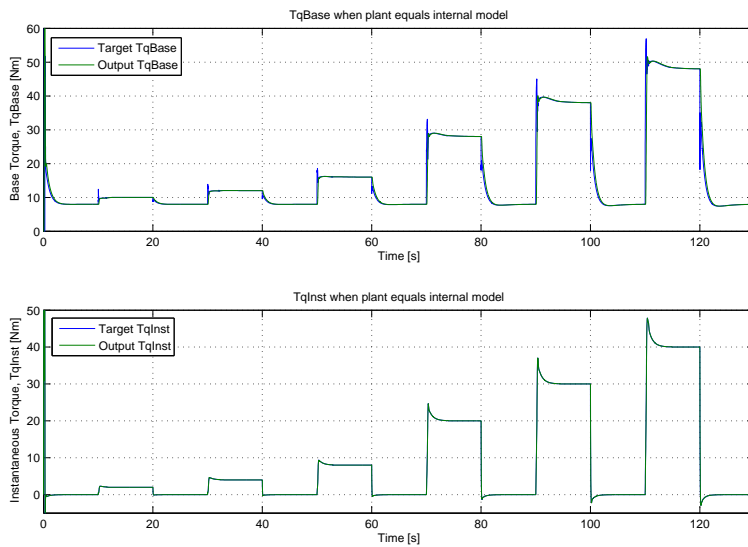 TqBase when plant equals internal model
60
50
40
30
20
10
0
Base Torque, TqBase [Nm]
Target TqBase
Output TqBase
0 20 40 60 80 100 120
Time [s]
TqInst when plant equals internal model
50
40
30
20
10
0
Instantaneous Torque, TqInst [Nm]
Target TqInst
Output TqInst
0 20 40 60 80 100 120
Time [s]